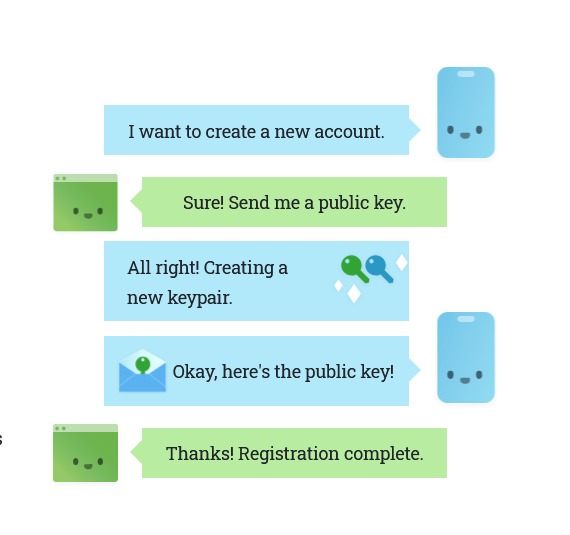 I want to create a new account.
Sure! Send me a public key.
All right! Creating a
new keypair.
Okay, here's the public key!
s
Thanks! Registration complete.